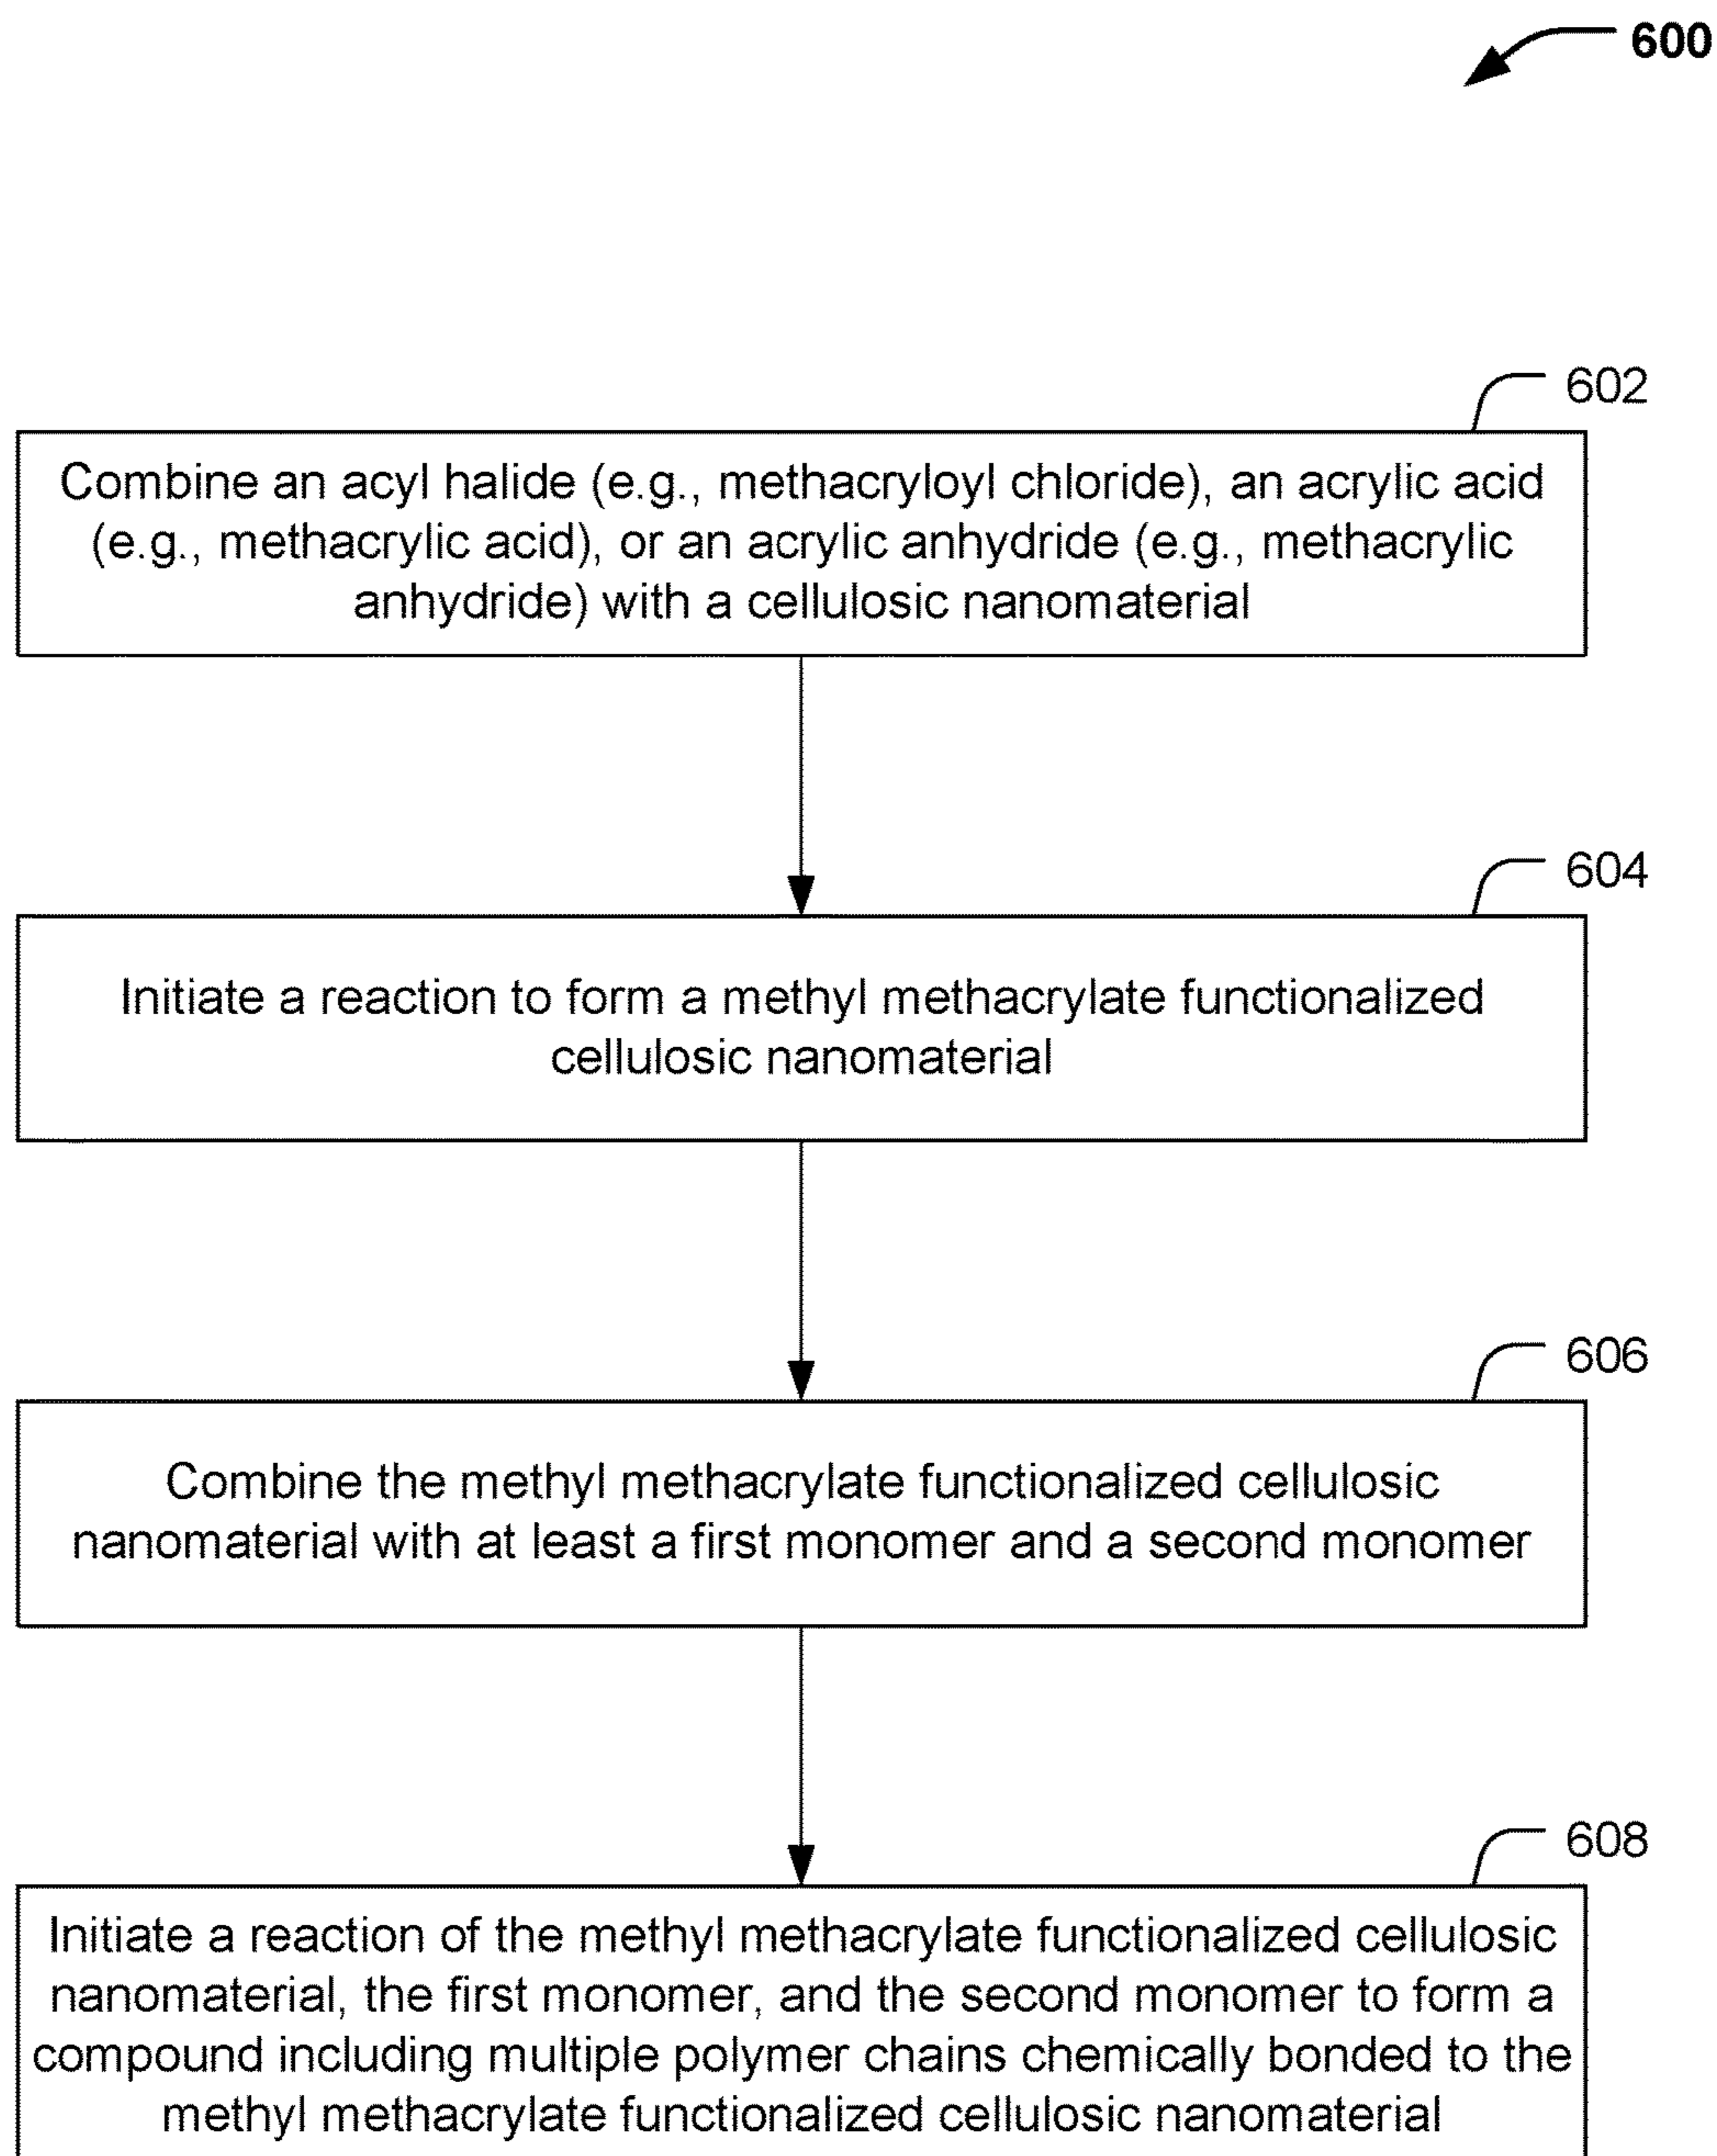 600
602
Combine an acyl halide (e.g., methacryloyl chloride), an acrylic acid
(e.g., methacrylic acid), or an acrylic anhydride (e.g., methacrylic
anhydride) with a cellulosic nanomaterial
604
Initiate a reaction to form a methyl methacrylate functionalized
cellulosic nanomaterial
606
Combine the methyl methacrylate functionalized cellulosic
nanomaterial with at least a first monomer and a second monomer
608
Initiate a reaction of the methyl methacrylate functionalized cellulosic
nanomaterial, the first monomer, and the second monomer to form a
compound including multiple polymer chains chemically bonded to the
methyl methacrylate functionalized cellulosic nanomaterial